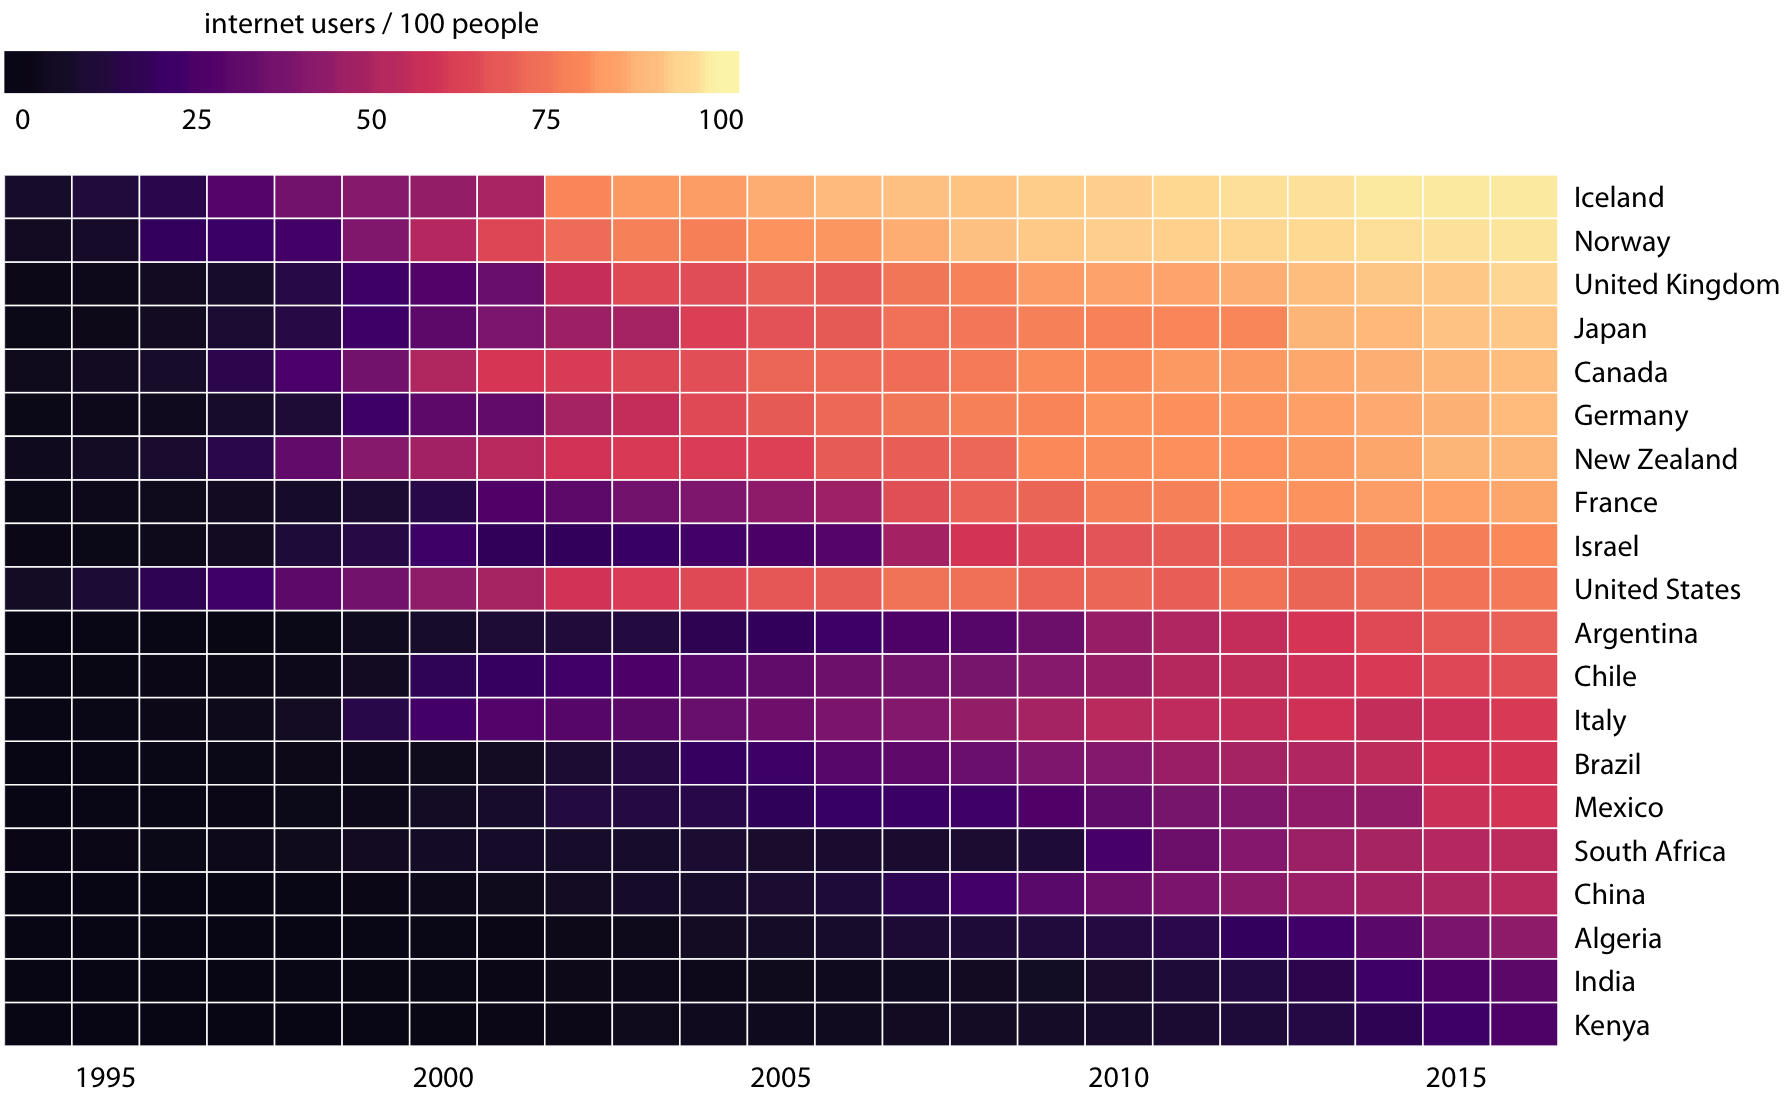 internet users / 100 people
0 25 50 75 100
Iceland
Norway
United Kingdom
Japan
Canada
Germany
New Zealand
France
Israel
United States
Argentina
Chile
Italy
Brazil
Mexico
South Africa
China
Algeria
India
Kenya
1995 2000 2005 2010 2015